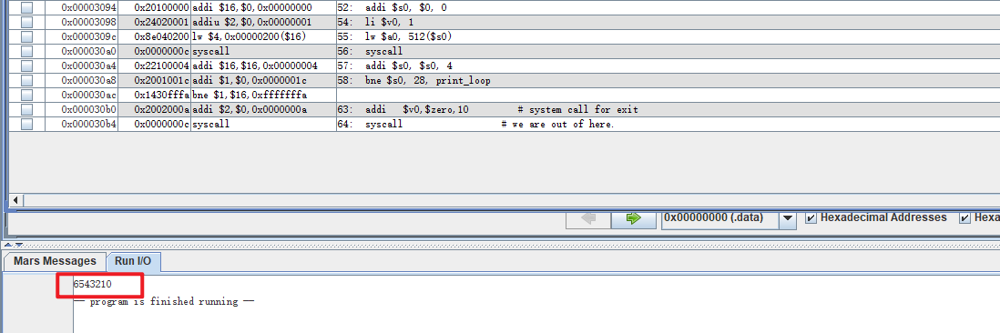 0x00003094 0x20100000 addi $16,$0,0x00000000 52: addi $s0, $0, 0
0x00003098 0x24020001 addiu $2,$0,0x00000001 54: li $v0, 1
0x0000309c 0x8e040200 lw $4,0x00000200($16) 55: lw $a0, 512($s0)
0x000030a0 0x0000000c syscall 56: syscall
0x000030a4 0x22100004 addi $16,$16,0x00000004 57: addi $s0, $s0, 4
0x000030a8 0x2001001c addi $1,$0,0x0000001c 58: bne $s0, 28, print_loop
0x000030ac 0x1430fffa bne $1,$16,0xfffffffa
0x000030b0 0x2002000a addi $2,$0,0x0000000a 63: addi $v0,$zero,10 # system call for exit
0x000030b4 0x0000000c syscall 64: syscall # we are out of here.
0x00000000 (.data) Hexadecimal Addresses Hexa
Mars Messages Run I/O
6543210
-- program is finished running --